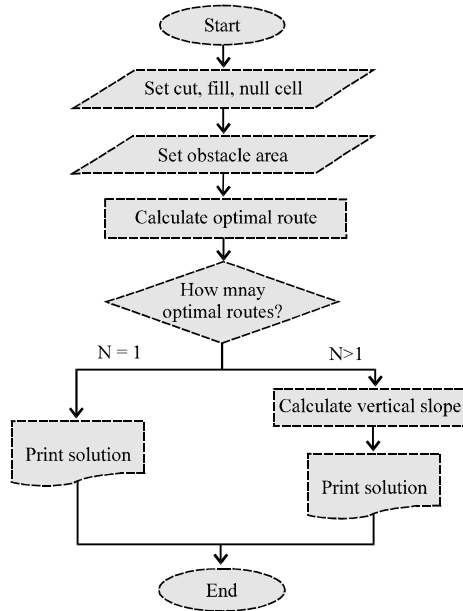 Start
Set cut, fill, null cell
Set obstacle area
Calculate optimal route
How mnay
optimal routes?
N = 1
N>1
Calculate vertical slope
Print solution
Print solution
End